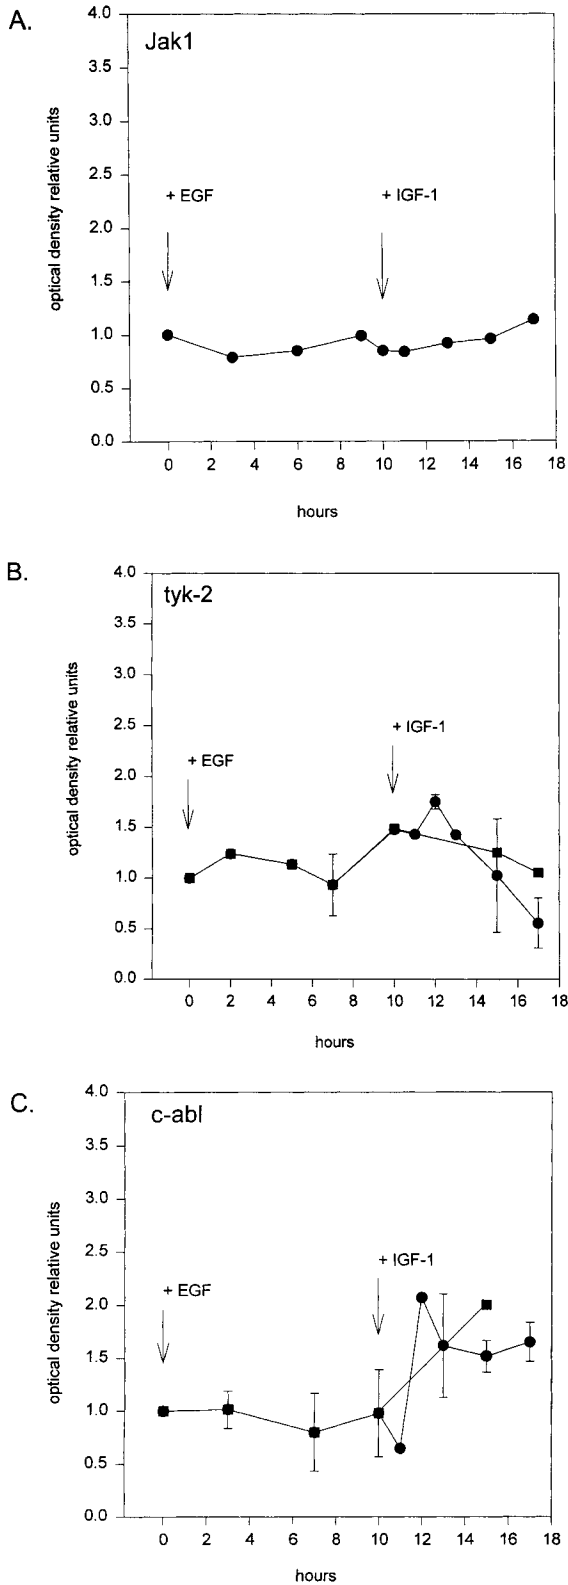 A.
Jak1
4.0
3.5
3.0
2.5
2.0
1.5
1.0
0.5
0.0
optical density relative units
+ EGF
+ IGF-1
0 2 4 6 8 10 12 14 16 18
hours
B.
tyk-2
4.0
3.5
3.0
2.5
2.0
1.5
1.0
0.5
0.0
optical density relative units
+ IGF-1
+ EGF
0 2 4 6 8 10 12 14 16 18
hours
C.
c-abl
4.0
3.5
3.0
2.5
2.0
1.5
1.0
0.5
0.0
optical density relative units
+ IGF-1
+ EGF
0 2 4 6 8 10 12 14 16 18
hours